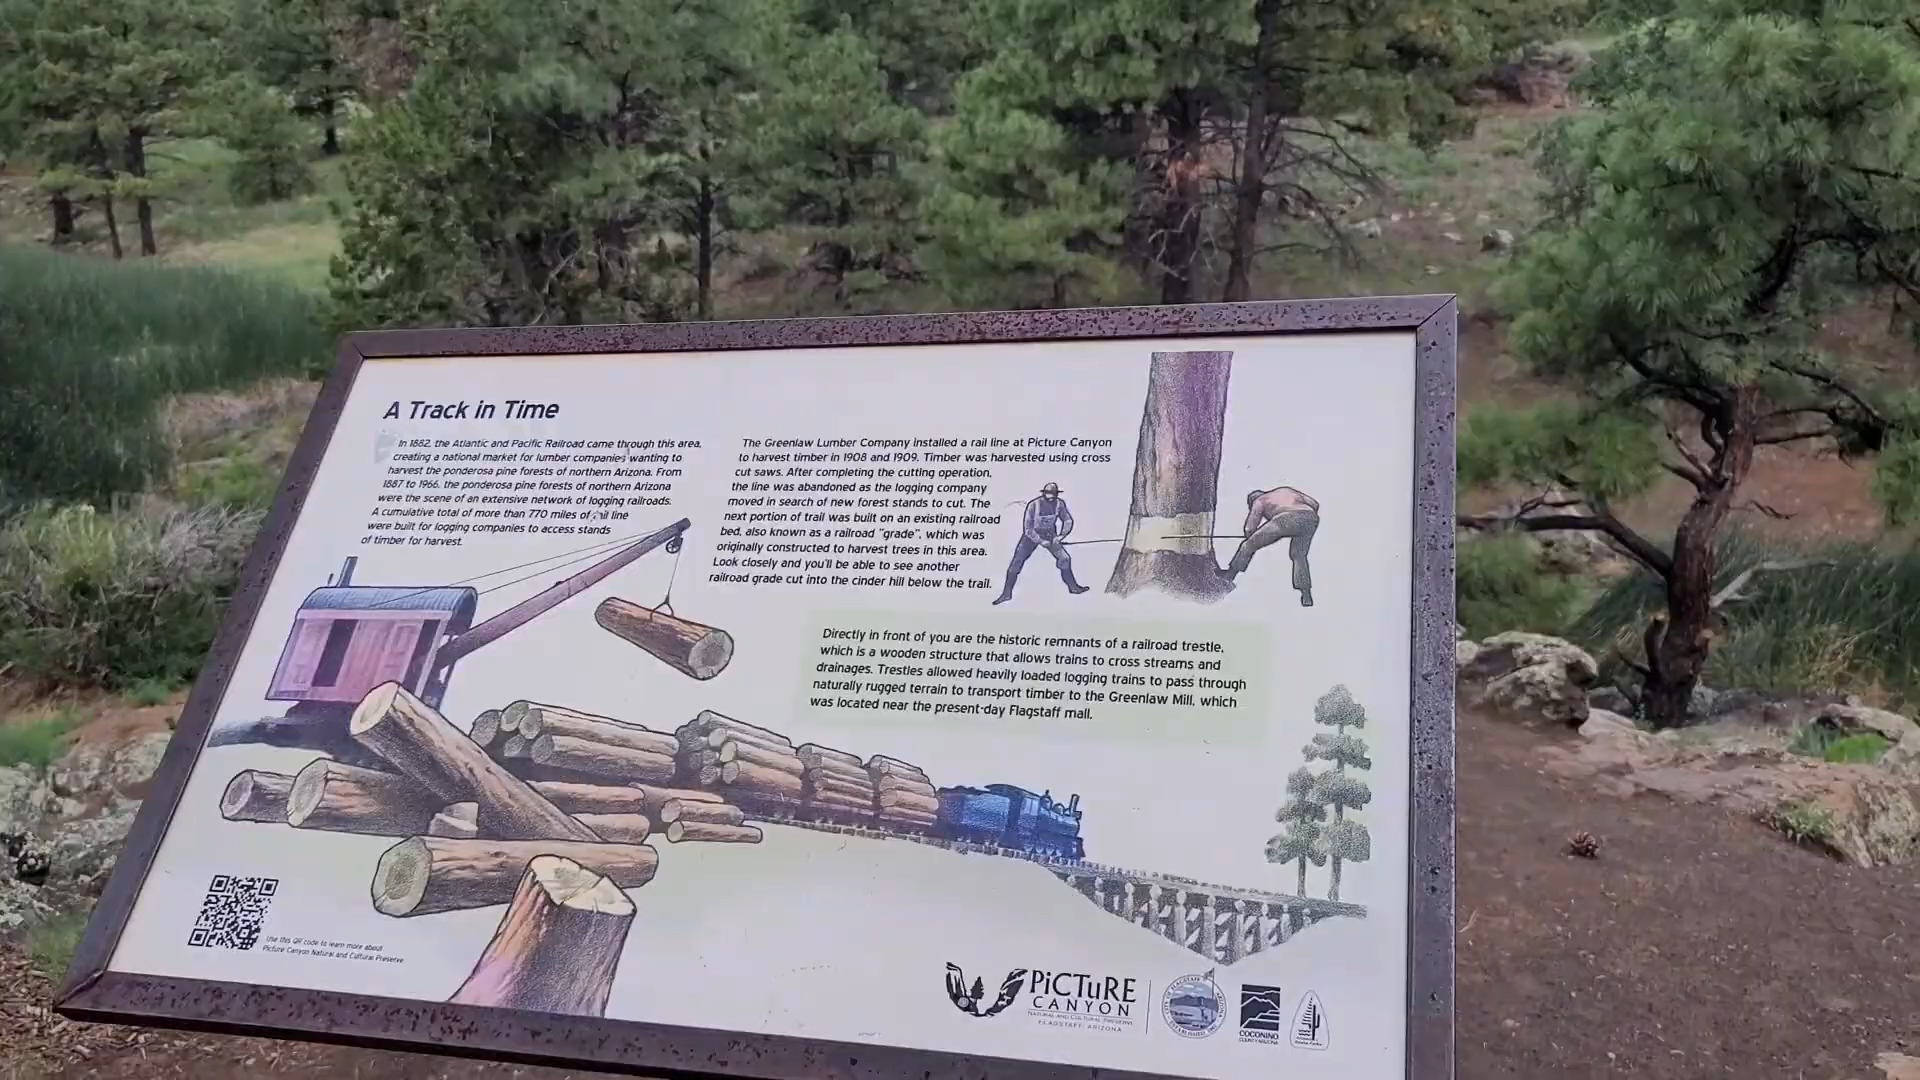 A Track in Time
In 1882, the Atlantic and Pacific Railroad came through this area,
creating a national market for lumber companies wanting to
harvest the ponderosa pine forests of northern Arizona. From
1887 to 1966, the ponderosa pine forests of northern Arizona
were the scene of an extensive network of logging railroads.
A cumulative total of more than 770 miles of rail line
were built for logging companies to access stands
of timber for harvest.
The Greenlaw Lumber Company installed a rail line at Picture Canyon
to harvest timber in 1908 and 1909. Timber was harvested using cross
cut saws. After completing the cutting operation,
the line was abandoned as the logging company
moved in search of new forest stands to cut. The
next portion of trail was built on an existing railroad
bed, also known as a railroad "grade", which was
originally constructed to harvest trees in this area.
Look closely and you'll be able to see another
railroad grade cut into the cinder hill below the trail.
Directly in front of you are the historic remnants of a railroad trestle,
which is a wooden structure that allows trains to cross streams and
drainages. Trestles allowed heavily loaded logging trains to pass through
naturally rugged terrain to transport timber to the Greenlaw Mill, which
was located near the present-day Flagstaff mall.
Use this QR code to learn more about
Picture Canyon Natural and Cultural Preserve
PiCTuRE
CANYON
NATURAL AND CULTURAL PRESERVE
FLAGSTAFF, ARIZONA
COCONINO
COUNTY ARIZONA